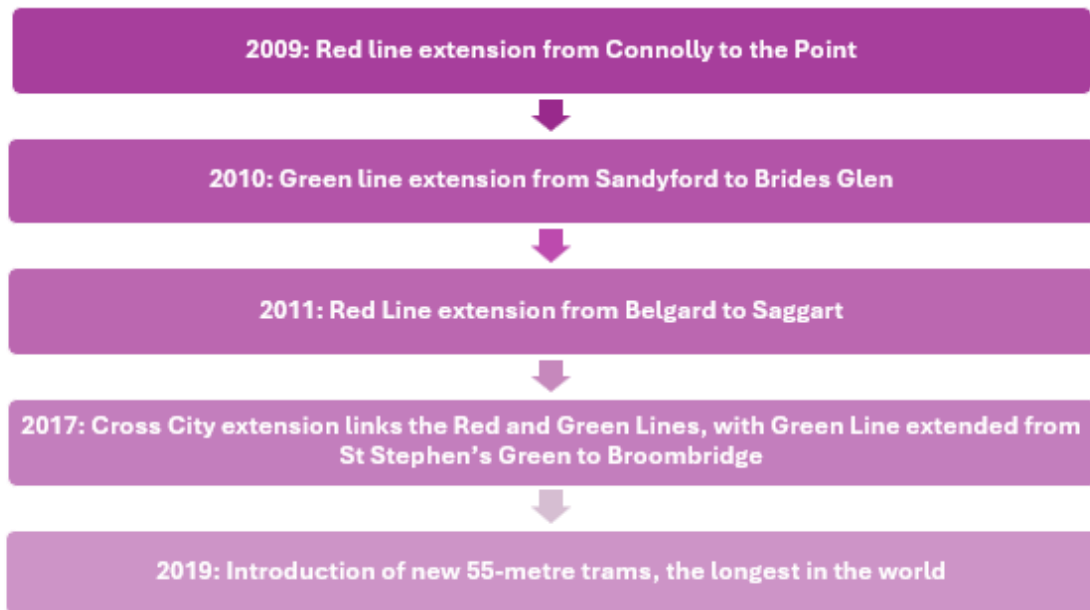 2009: Red line extension from Connolly to the Point
2010: Green line extension from Sandyford to Brides Glen
2011: Red Line extension from Belgard to Saggart
2017: Cross City extension links the Red and Green Lines, with Green Line extended from
St Stephen’s Green to Broombridge
2019: Introduction of new 55-metre trams, the longest in the world